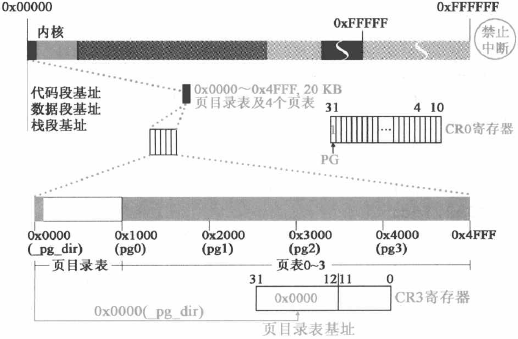 0x00000
0xFFFFF
0xFFFFFF
内核
禁止
中断
代码段基址
数据段基址
栈段基址
0x0000～0x4FFF, 20 KB
页目录表及4个页表
31
4
10
1
...
CR0寄存器
PG
0x0000
(_pg_dir)
0x1000
(pg0)
0x2000
(pg1)
0x3000
(pg2)
0x4000
(pg3)
0x4FFF
页目录表
页表0~3
31
12
11
0
0x0000
CR3寄存器
0x0000(_pg_dir)
页目录表基址